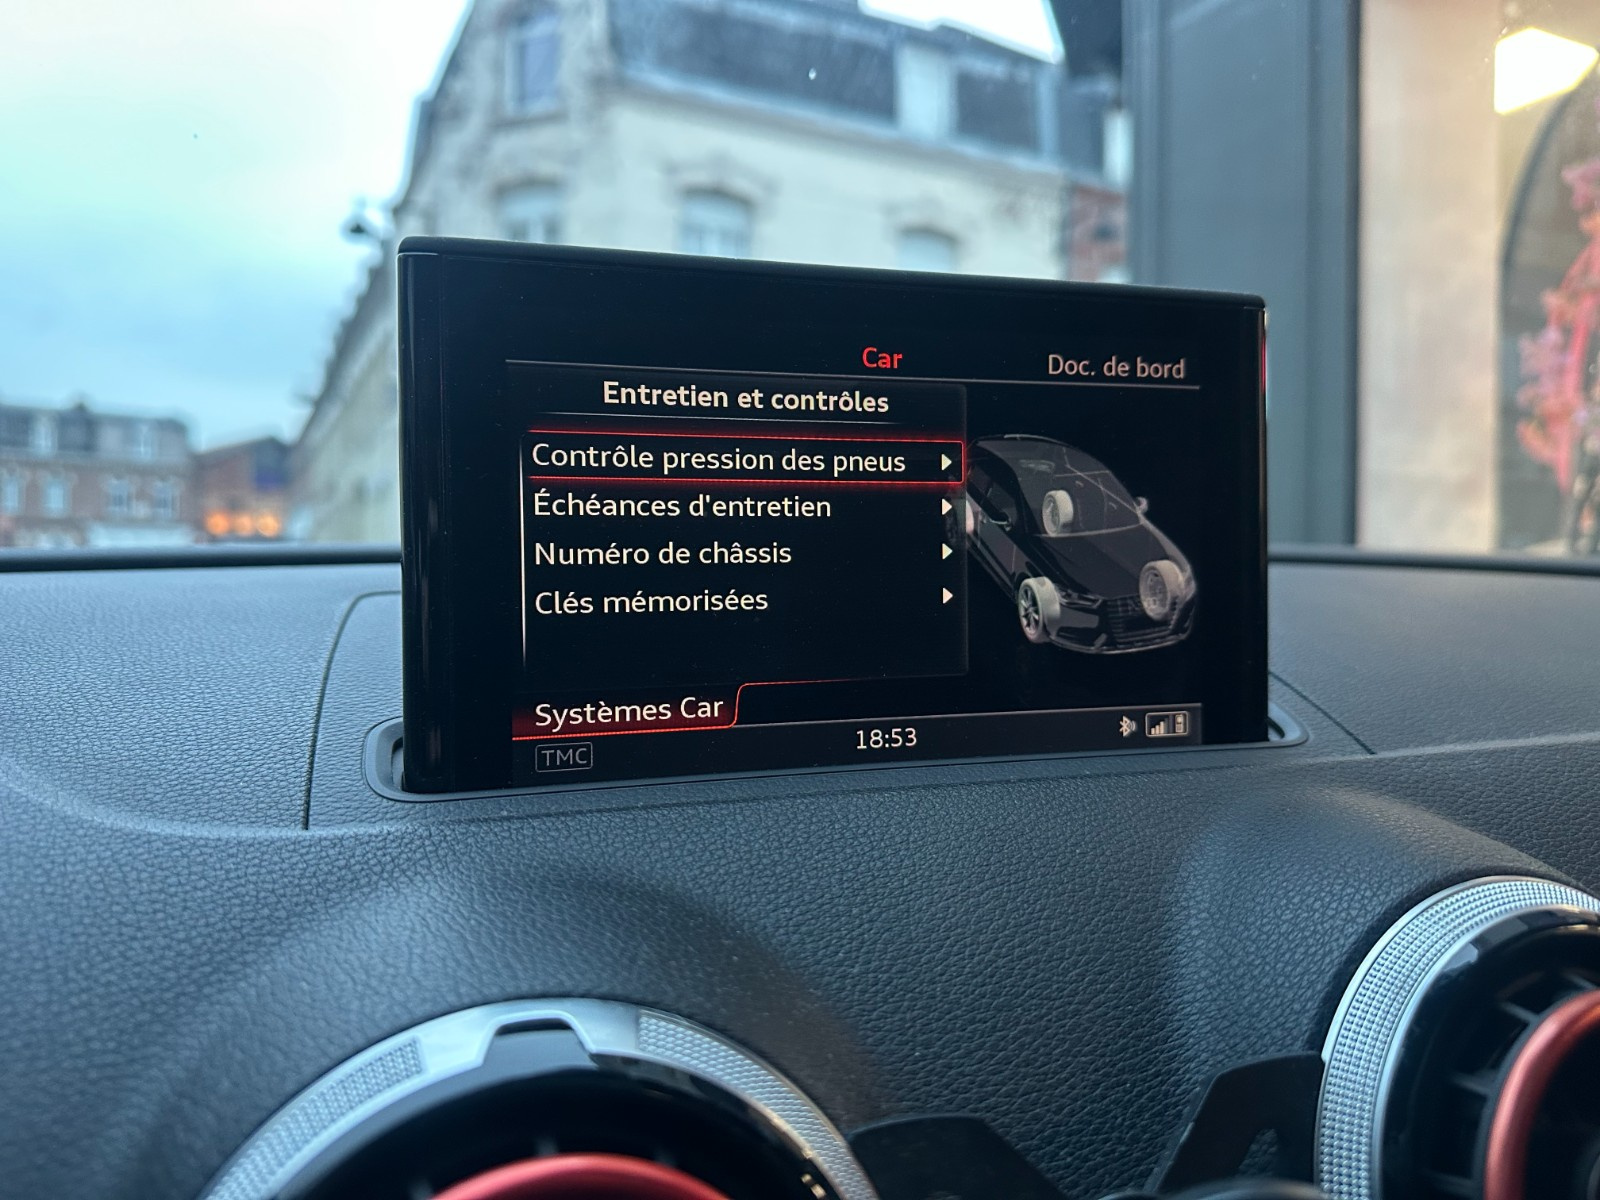 Car
Doc. de bord
Entretien et contrôles
Contrôle pression des pneus
Échéances d'entretien
Numéro de châssis
Clés mémorisées
Systèmes Car
TMC
18:53